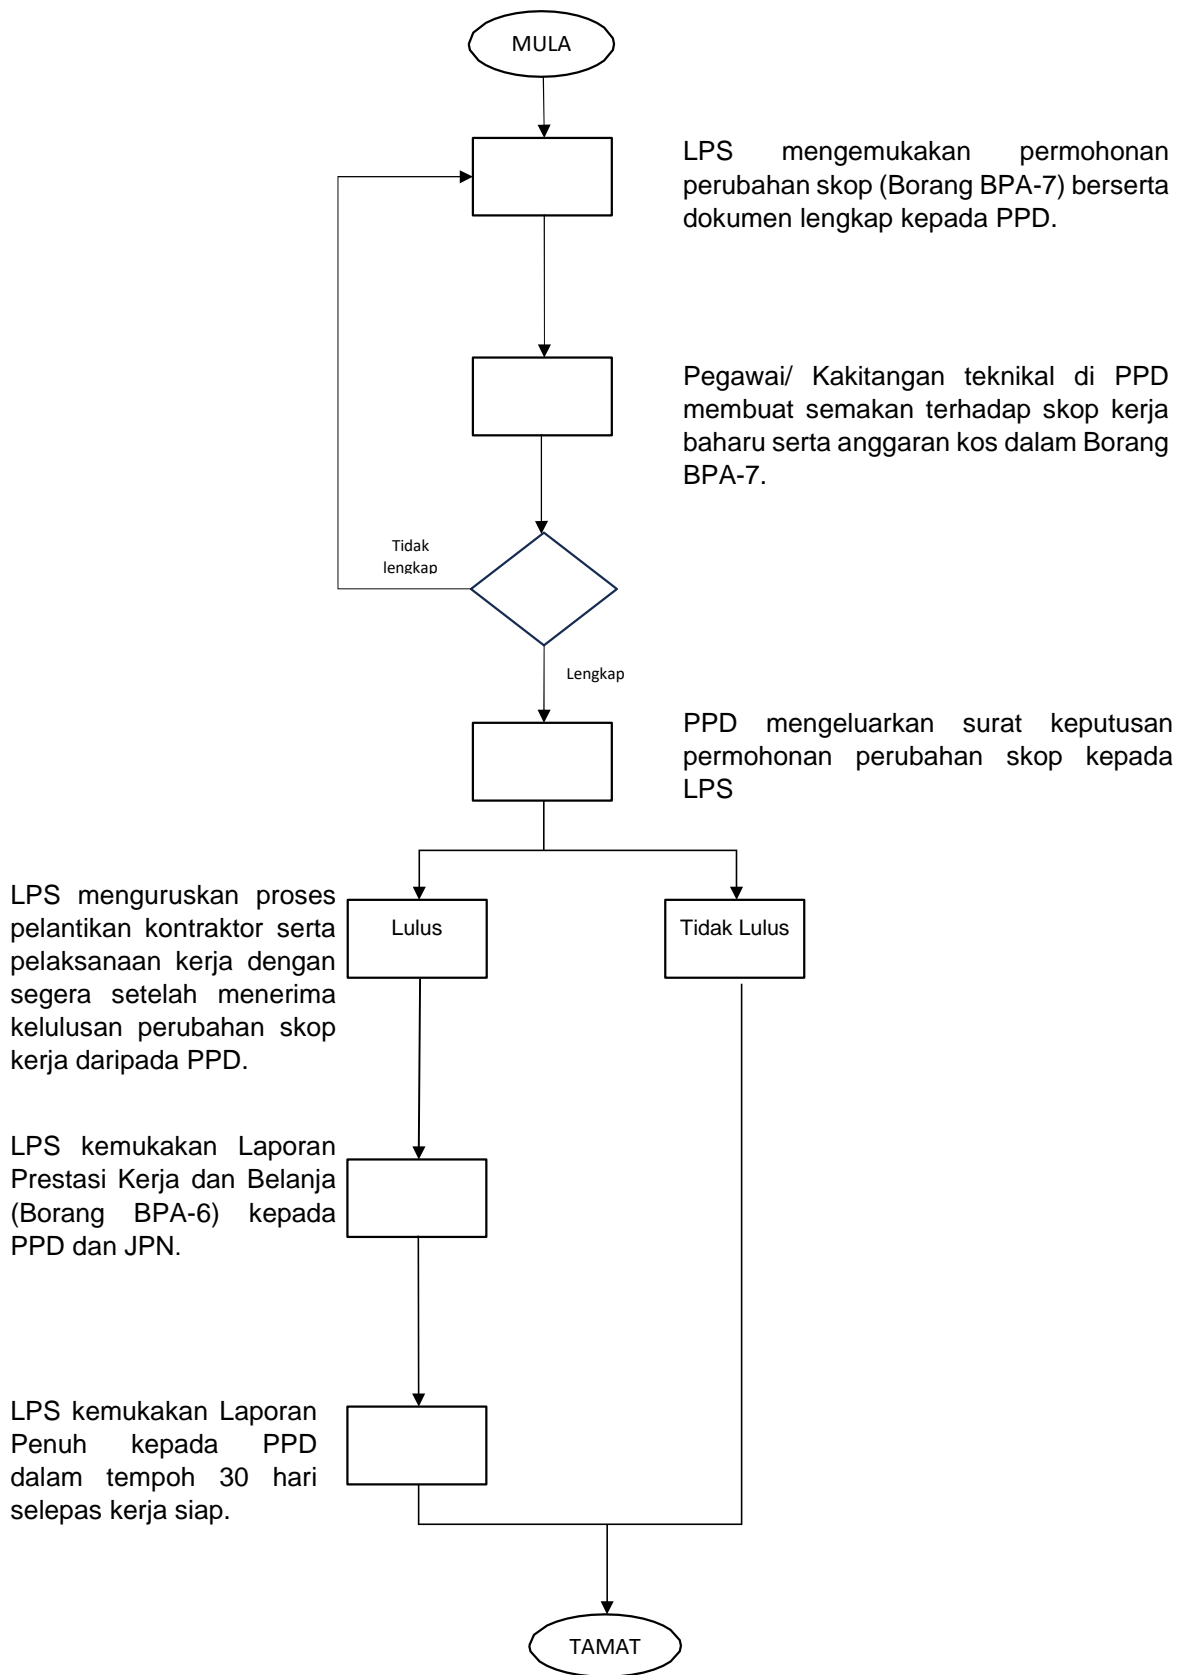 MULA
LPS mengemukakan permohonan
perubahan skop (Borang BPA-7) berserta
dokumen lengkap kepada PPD.
Pegawai/ Kakitangan teknikal di PPD
membuat semakan terhadap skop kerja
baharu serta anggaran kos dalam Borang
BPA-7.
Tidak
lengkap
Lengkap
PPD mengeluarkan surat keputusan
permohonan perubahan skop kepada
LPS
LPS menguruskan proses
pelantikan kontraktor serta
pelaksanaan kerja dengan
segera setelah menerima
kelulusan perubahan skop
kerja daripada PPD.
Lulus
Tidak Lulus
LPS kemukakan Laporan
Prestasi Kerja dan Belanja
(Borang BPA-6) kepada
PPD dan JPN.
LPS kemukakan Laporan
Penuh kepada PPD
dalam tempoh 30 hari
selepas kerja siap.
TAMAT